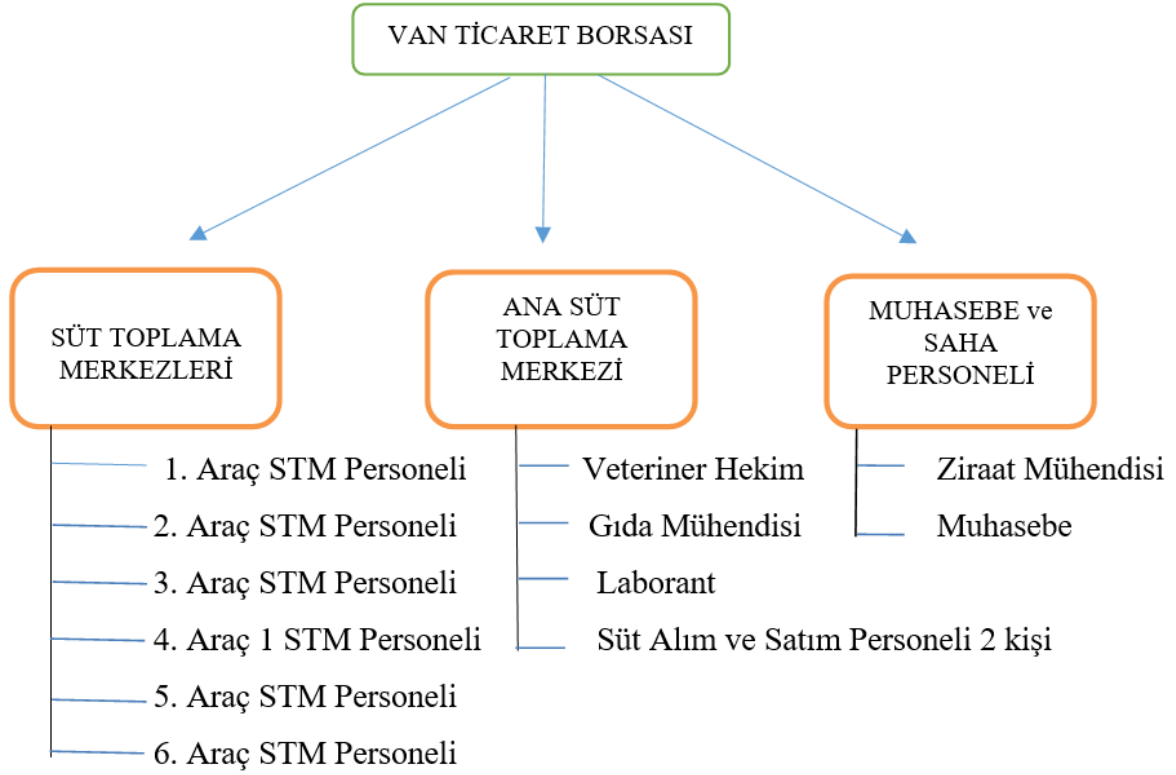 VAN TİCARET BORSASI
SÜT TOPLAMA
MERKEZLERİ
1. Araç STM Personeli
2. Araç STM Personeli
3. Araç STM Personeli
4. Araç 1 STM Personeli
5. Araç STM Personeli
6. Araç STM Personeli
ANA SÜT
TOPLAMA
MERKEZİ
Veteriner Hekim
Gıda Mühendisi
Laborant
Süt Alım ve Satım Personeli 2 kişi
MUHASEBE ve
SAHA
PERSONELİ
Ziraat Mühendisi
Muhasebe